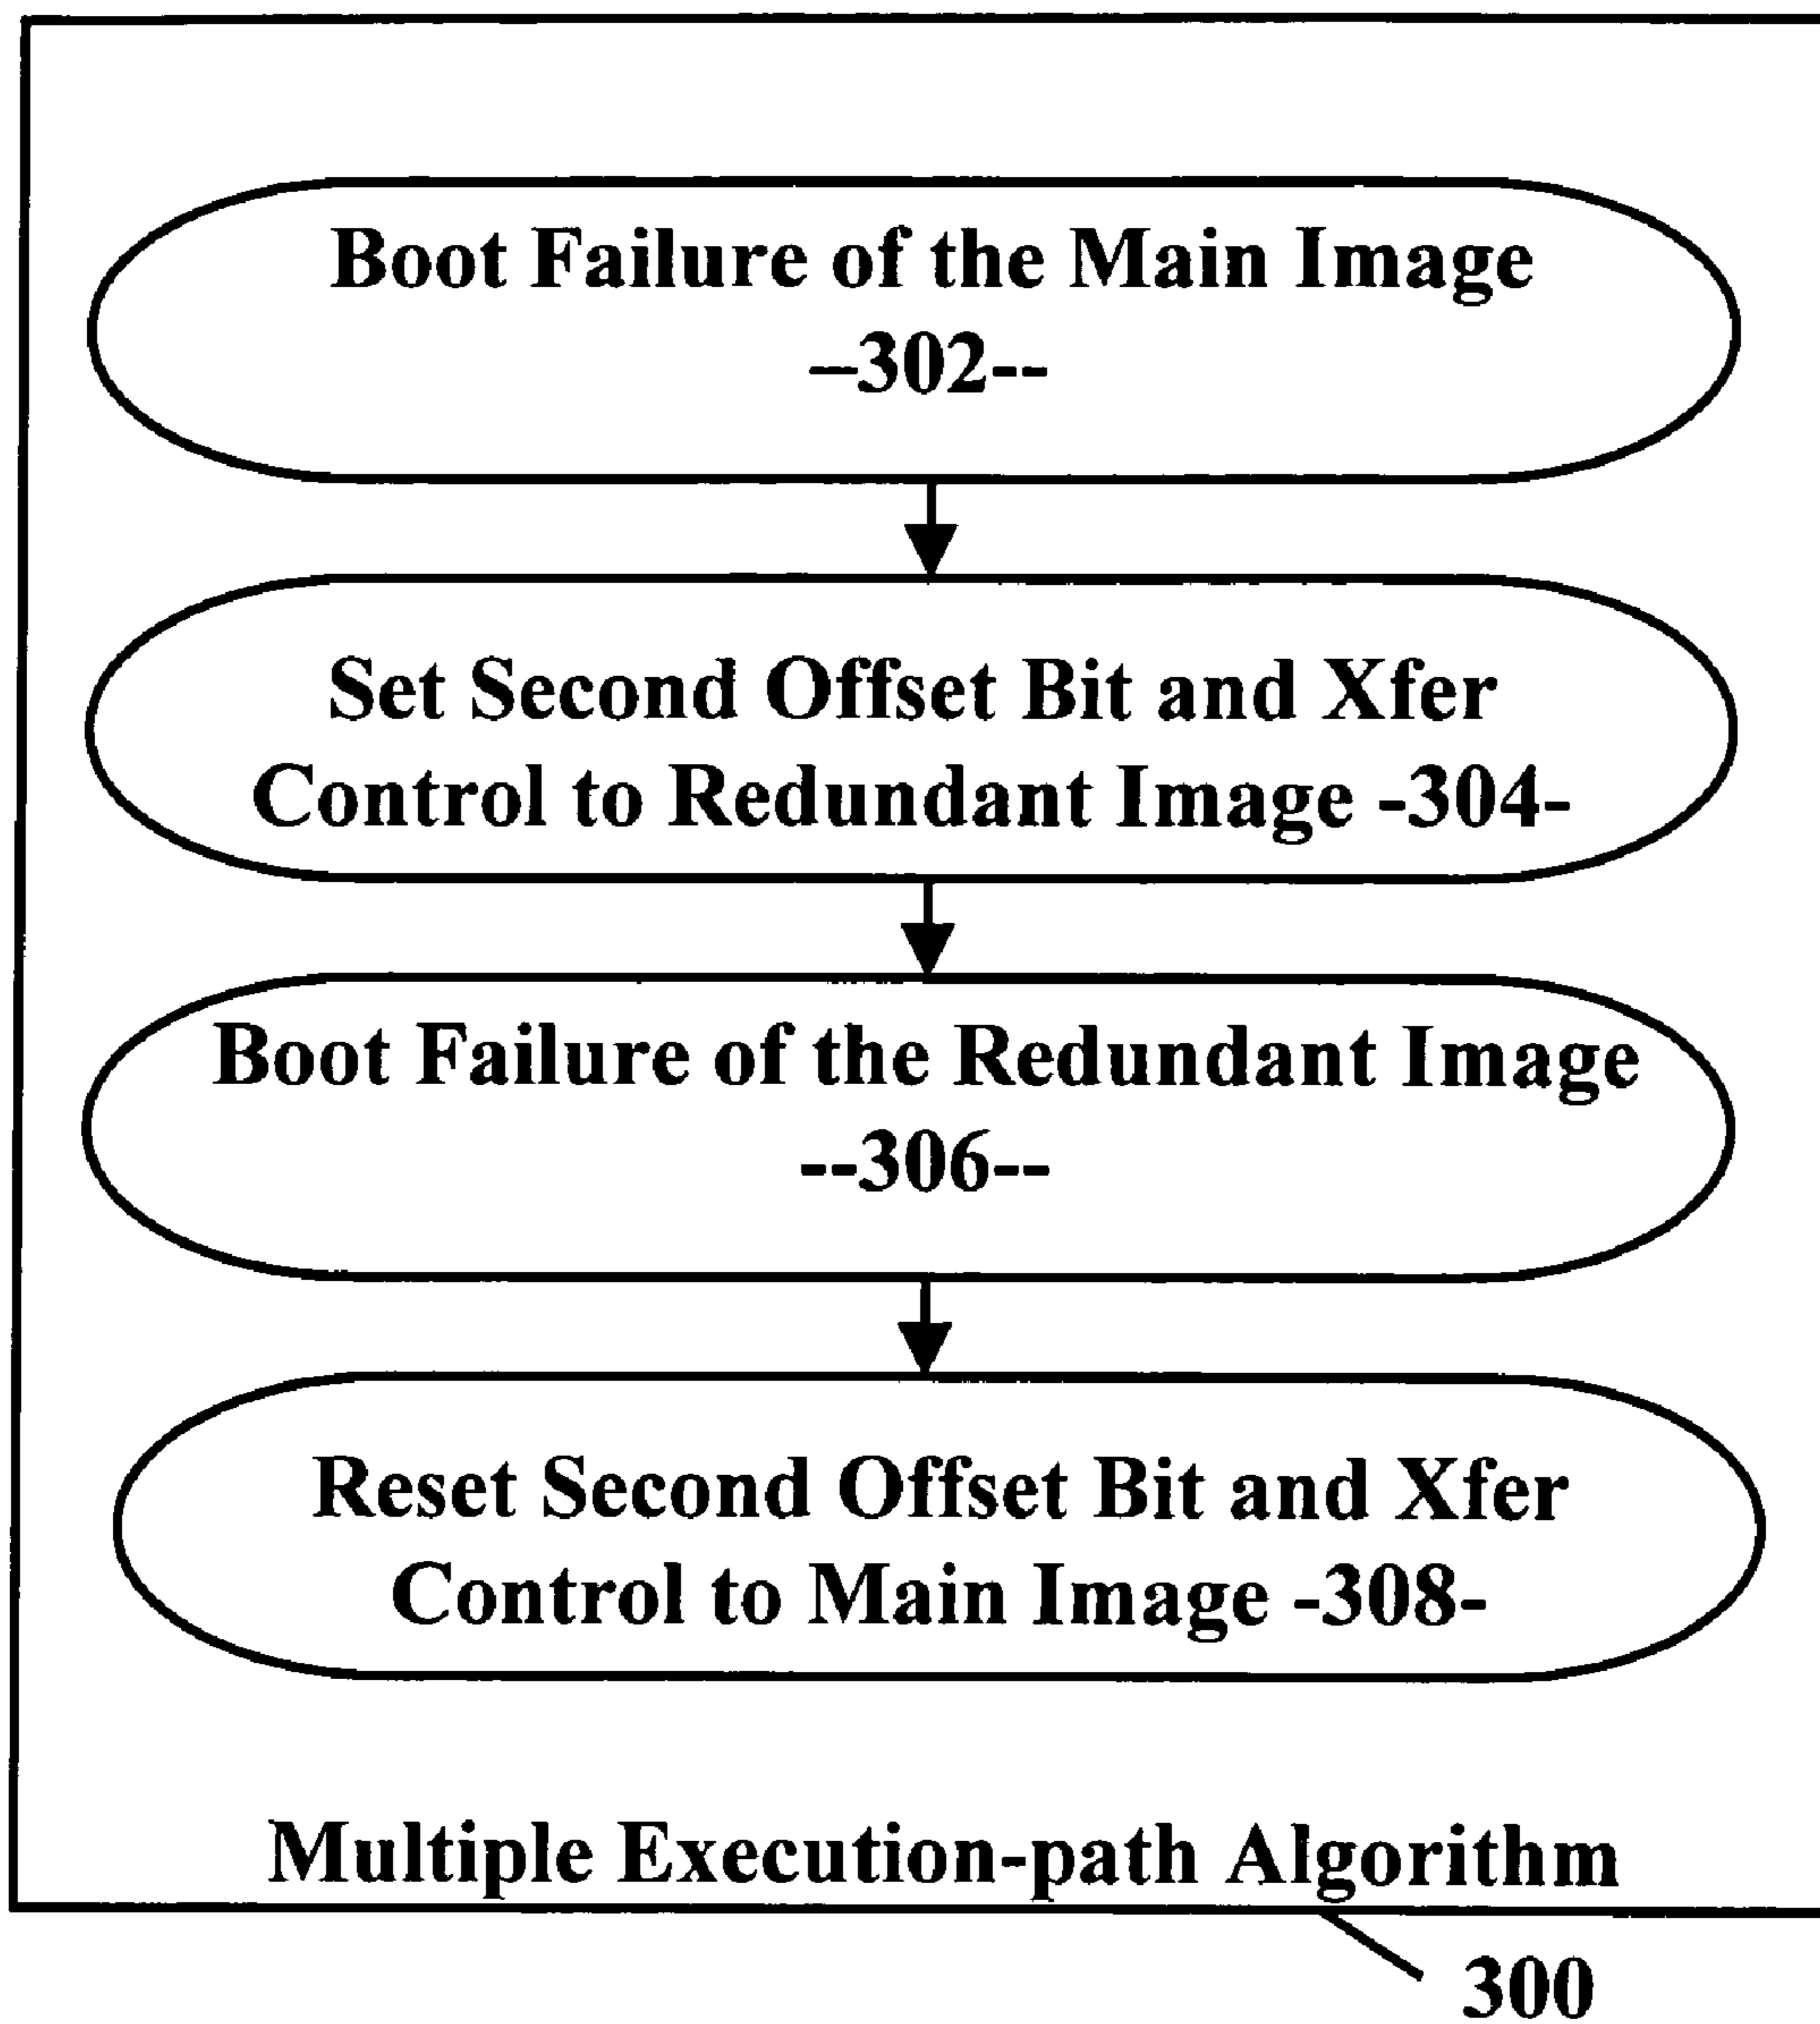 Boot Failure of the Main Image
–302--
Set Second Offset Bit and Xfer
Control to Redundant Image -304-
Boot Failure of the Redundant Image
--306--
Reset Second Offset Bit and Xfer
Control to Main Image -308-
Multiple Execution-path Algorithm
300